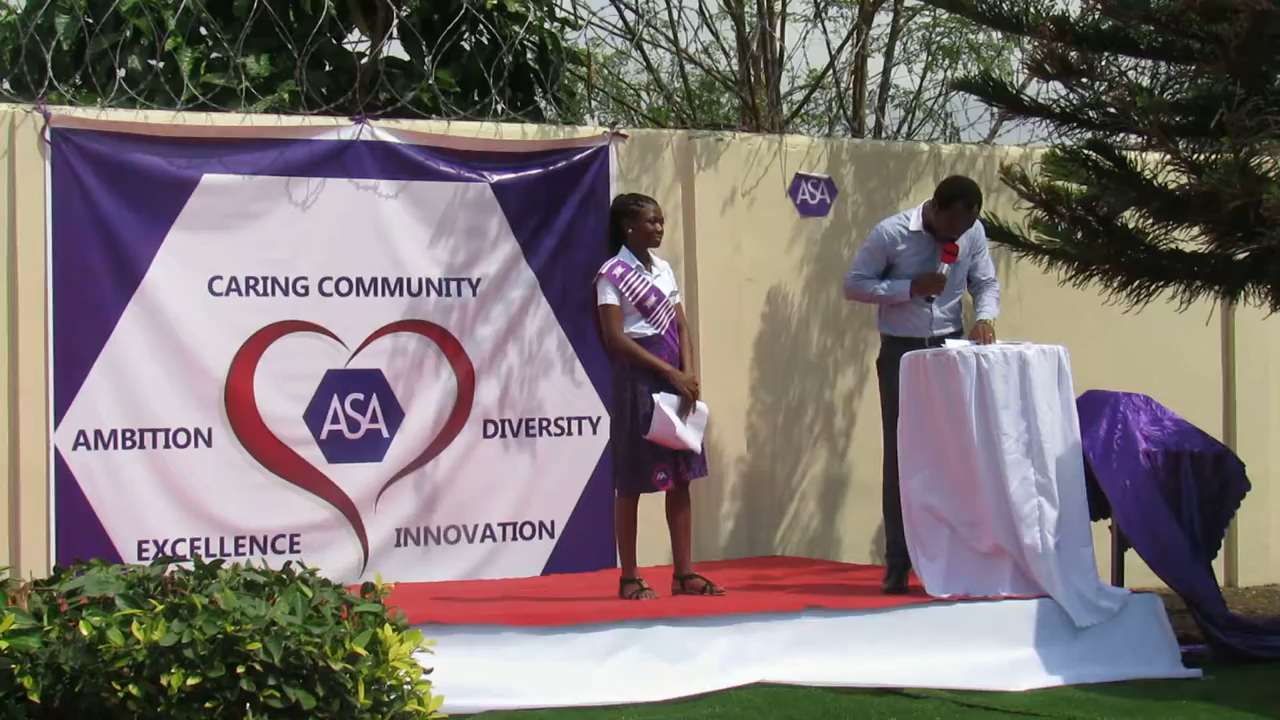 CARING COMMUNITY
ASA
AMBITION
DIVERSITY
EXCELLENCE
INNOVATION
ASA